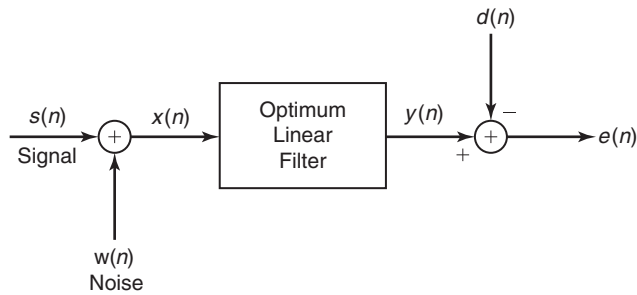 d(n)
s(n)
Signal
+
x(n)
Optimum
Linear
Filter
y(n)
+
−
+
e(n)
w(n)
Noise